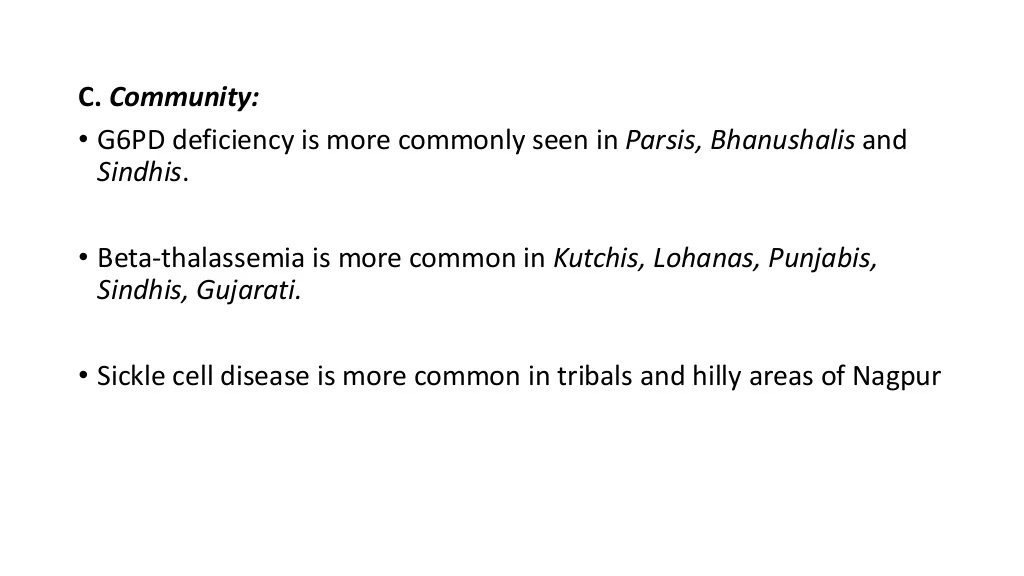 C. Community:
• G6PD deficiency is more commonly seen in Parsis, Bhanushalis and
Sindhis.
• Beta-thalassemia is more common in Kutchis, Lohanas, Punjabis,
Sindhis, Gujarati.
• Sickle cell disease is more common in tribals and hilly areas of Nagpur